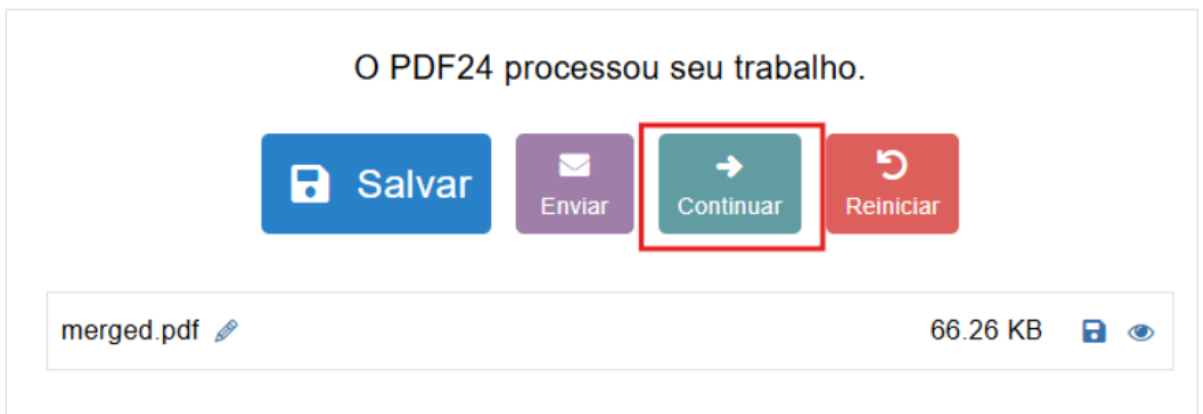 O PDF24 processou seu trabalho.
Salvar
Enviar
Continuar
Reiniciar
merged.pdf 66.26 KB